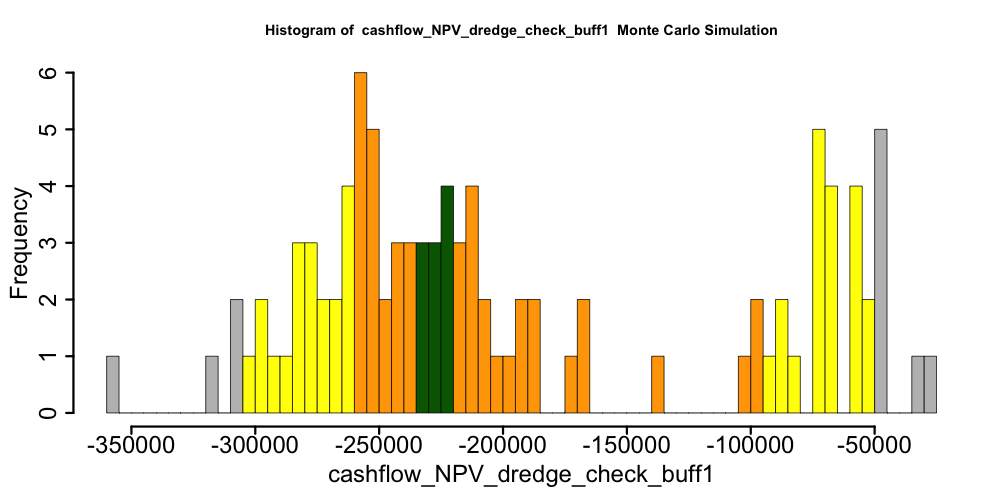 Histogram of  cashflow_NPV_dredge_check_buff1  Monte Carlo Simulation
Frequency
6
5
4
3
2
1
0
-350000 -300000 -250000 -200000 -150000 -100000 -50000
cashflow_NPV_dredge_check_buff1